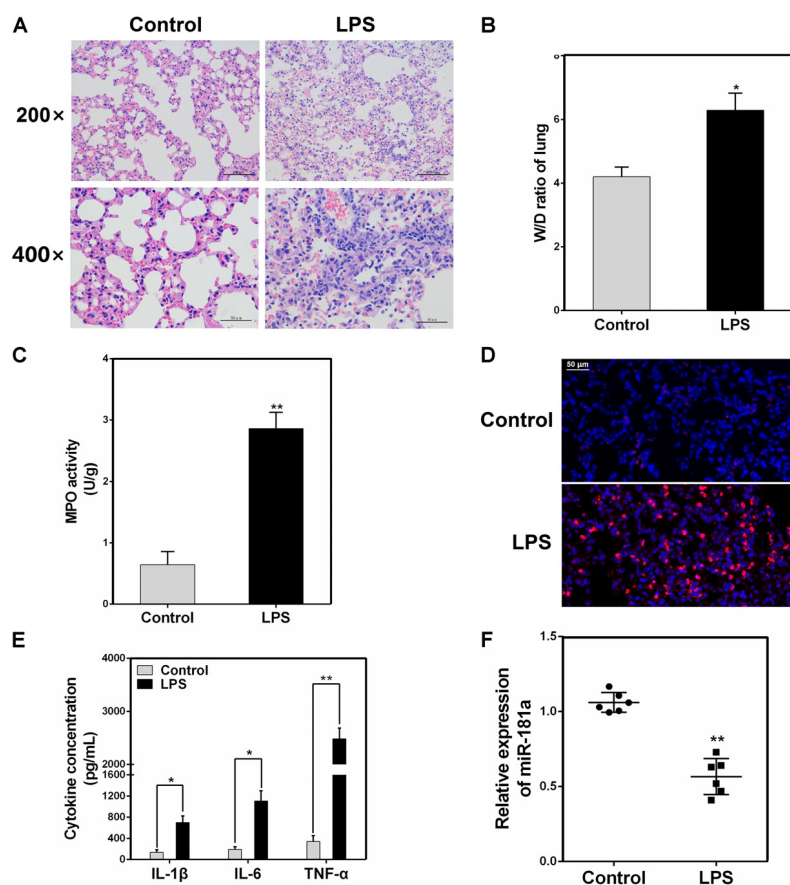 A
Control
LPS
200×
400×
B
W/D ratio of lung
8
6
4
2
0
*
Control
LPS
C
MPO activity
(U/g)
4
3
2
1
0
**
Control
LPS
D
50 μm
Control
LPS
E
Cytokine concentration
(pg/mL)
4000
3000
2000
1600
1200
800
400
0
Control
LPS
*
*
**
IL-1β
IL-6
TNF-α
F
Relative expression
of miR-181a
1.5
1.0
0.5
0.0
**
Control
LPS